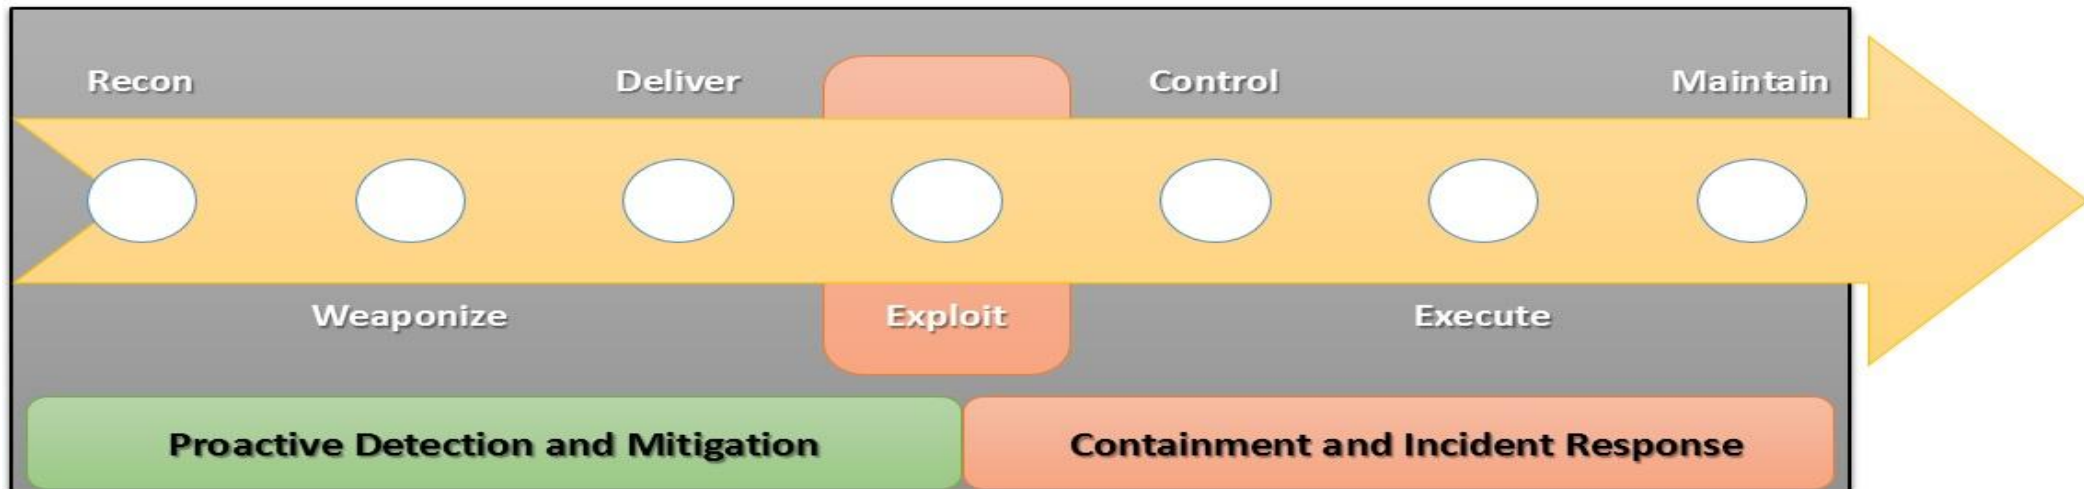 Recon
Deliver
Control
Maintain
Weaponize
Exploit
Execute
Proactive Detection and Mitigation
Containment and Incident Response